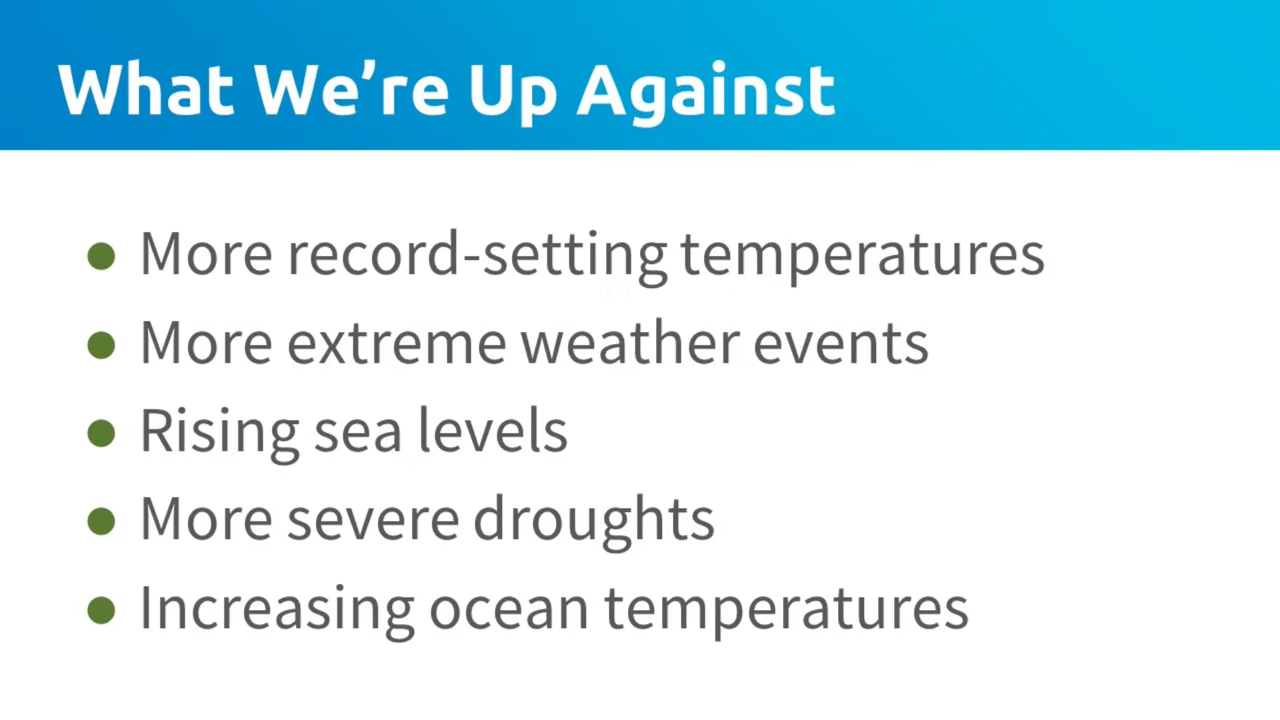 What We’re Up Against
More record-setting temperatures
More extreme weather events
Rising sea levels
More severe droughts
Increasing ocean temperatures